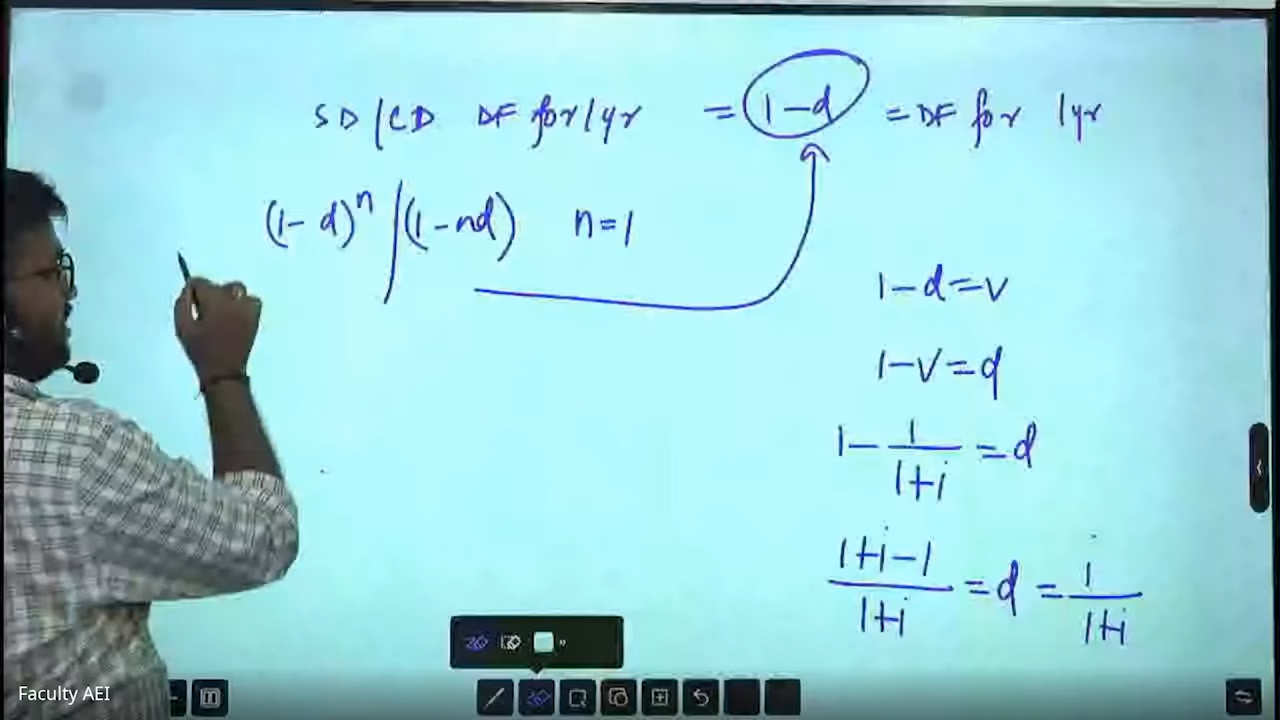 SD/CD DF for 1yr = 1-d = DF for 1yr
(1-d)ⁿ / (1-nd) n=1
1-d=v
1-v=d
1-1/(1+i) = d
(1+i-1)/(1+i) = d = i/(1+i)
Faculty AEI